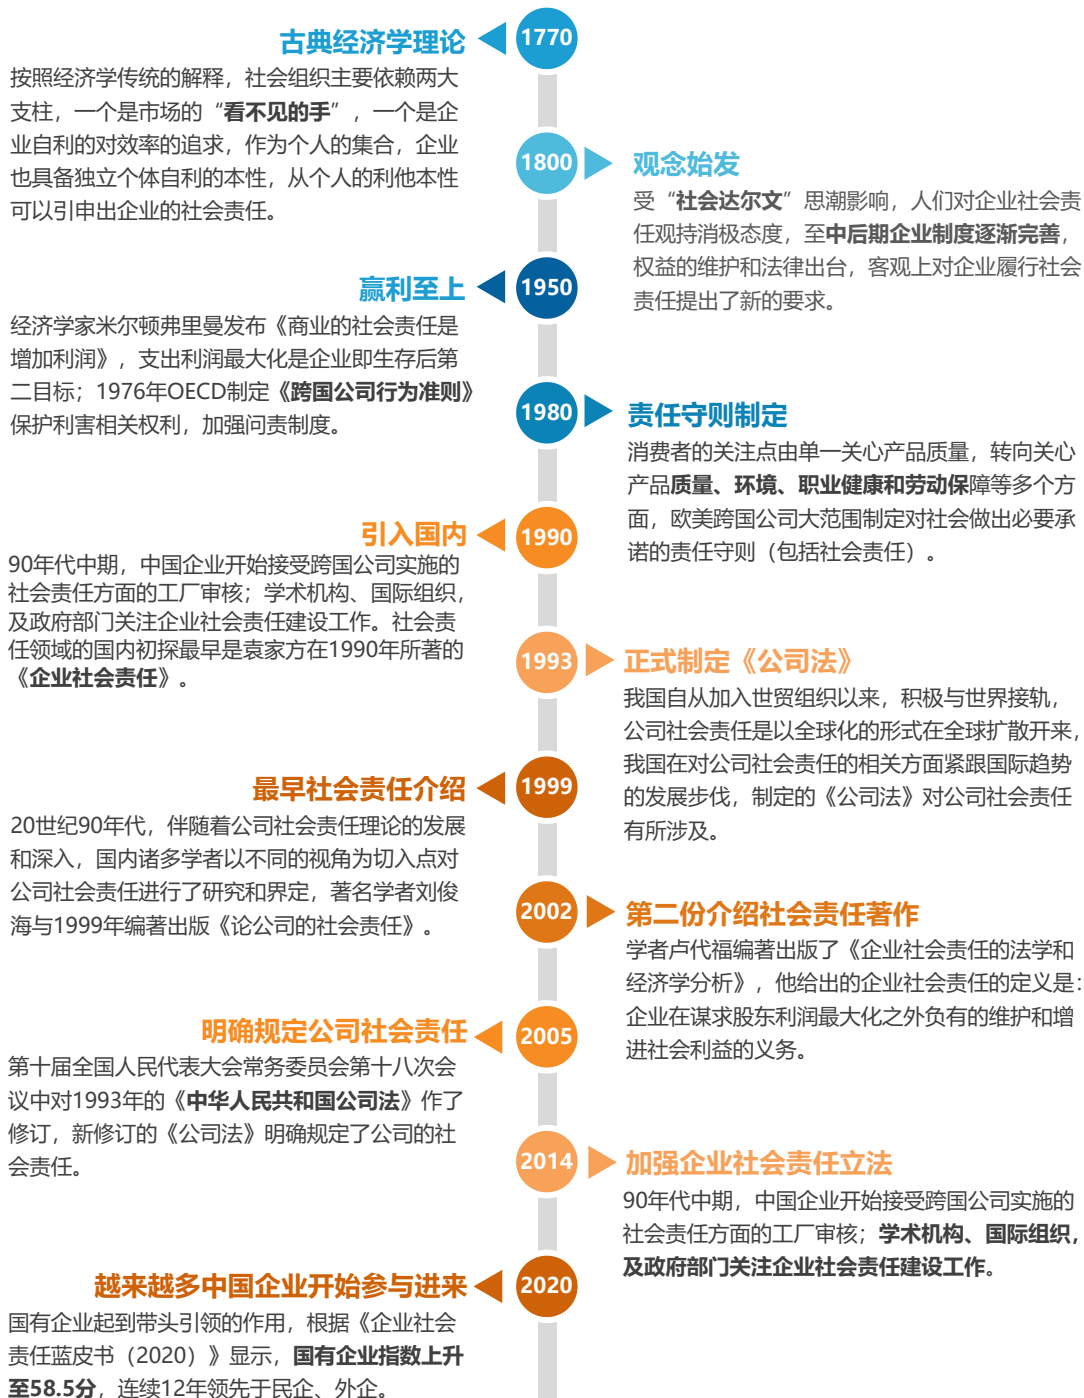 古典经济学理论
1770
按照经济学传统的解释，社会组织主要依赖两大
支柱，一个是市场的“看不见的手”，一个是企
业自利的对效率的追求，作为个人的集合，企业
也具备独立个体自利的本性，从个人的利他本性
可以引申出企业的社会责任。
1800
观念始发
受“社会达尔文”思潮影响，人们对企业社会责
任观持消极态度，至中后期企业制度逐渐完善，
权益的维护和法律出台，客观上对企业履行社会
责任提出了新的要求。
赢利至上
1950
经济学家米尔顿弗里曼发布《商业的社会责任是
增加利润》，支出利润最大化是企业即生存后第
二目标；1976年OECD制定《跨国公司行为准则》
保护利害相关权利，加强问责制度。
1980
责任守则制定
消费者的关注点由单一关心产品质量，转向关心
产品质量、环境、职业健康和劳动保障等多个方
面，欧美跨国公司大范围制定对社会做出必要承
诺的责任守则（包括社会责任）。
引入国内
1990
90年代中期，中国企业开始接受跨国公司实施的
社会责任方面的工厂审核；学术机构、国际组织，
及政府部门关注企业社会责任建设工作。社会责
任领域的国内初探最早是袁家方在1990年所著的
《企业社会责任》。
1993
正式制定《公司法》
我国自从加入世贸组织以来，积极与世界接轨，
公司社会责任是以全球化的形式在全球扩散开来，
我国在对公司社会责任的相关方面紧跟国际趋势
的发展步伐，制定的《公司法》对公司社会责任
有所涉及。
最早社会责任介绍
1999
20世纪90年代，伴随着公司社会责任理论的发展
和深入，国内诸多学者以不同的视角为切入点对
公司社会责任进行了研究和界定，著名学者刘俊
海与1999年编著出版《论公司的社会责任》。
2002
第二份介绍社会责任著作
学者卢代福编著出版了《企业社会责任的法学和
经济学分析》，他给出的企业社会责任的定义是：
企业在谋求股东利润最大化之外负有的维护和增
进社会利益的义务。
明确规定公司社会责任
2005
第十届全国人民代表大会常务委员会第十八次会
议中对1993年的《中华人民共和国公司法》作了
修订，新修订的《公司法》明确规定了公司的社
会责任。
2014
加强企业社会责任立法
90年代中期，中国企业开始接受跨国公司实施的
社会责任方面的工厂审核；学术机构、国际组织，
及政府部门关注企业社会责任建设工作。
越来越多中国企业开始参与进来
2020
国有企业起到带头引领的作用，根据《企业社会
责任蓝皮书（2020）》显示，国有企业指数上升
至58.5分，连续12年领先于民企、外企。